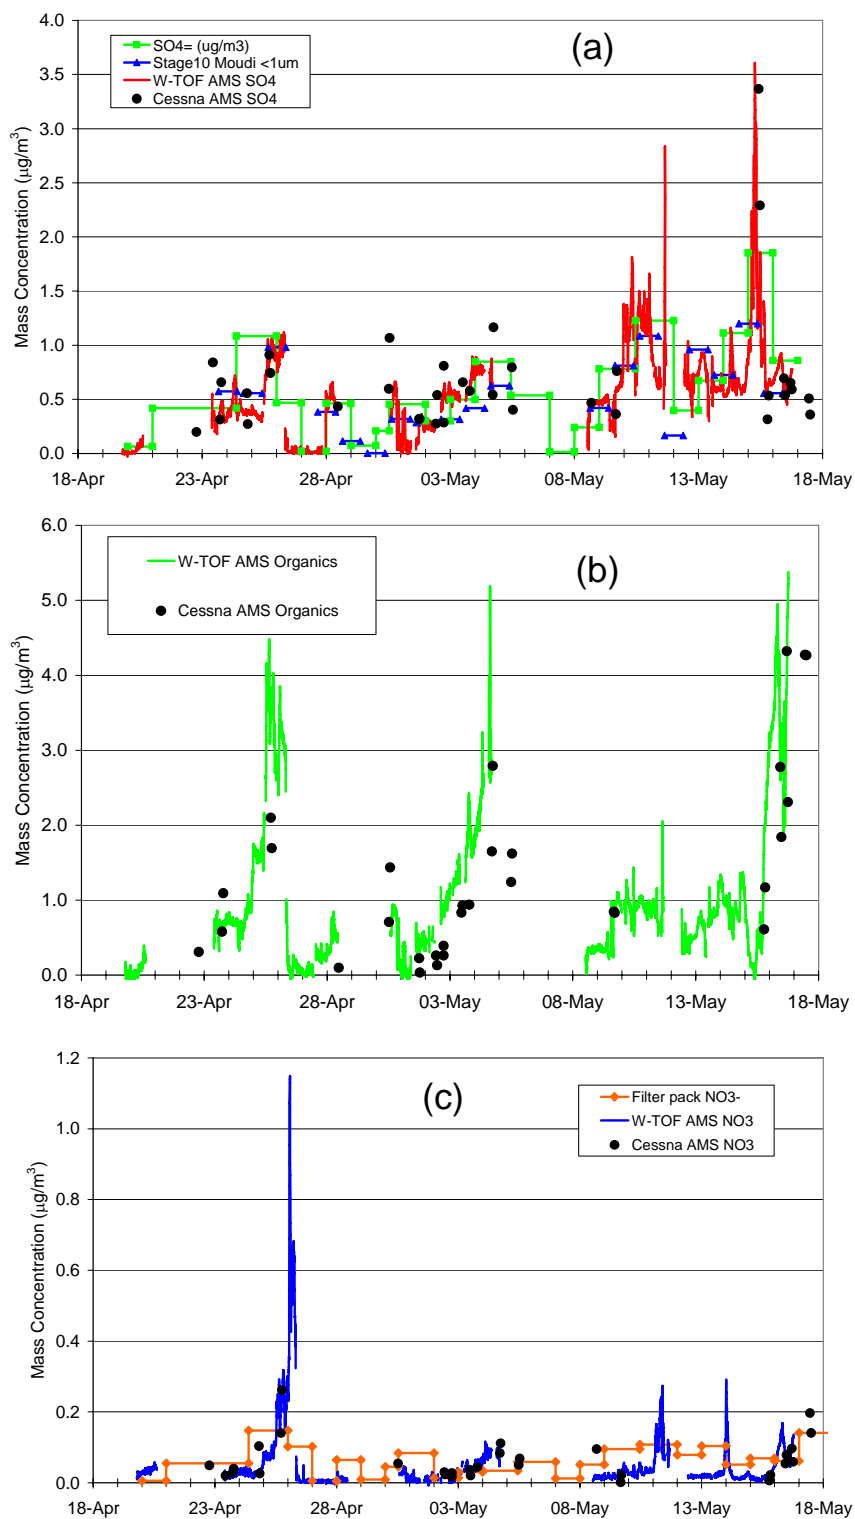 4.0
(a)
SO4= (ug/m3)
Stage10 Moudi <1um
W-TOF AMS SO4
Cessna AMS SO4
3.5
3.0
2.5
2.0
1.5
1.0
0.5
0.0
Mass Concentration (μg/m³)
18-Apr 23-Apr 28-Apr 03-May 08-May 13-May 18-May
6.0
(b)
W-TOF AMS Organics
Cessna AMS Organics
5.0
4.0
3.0
2.0
1.0
0.0
Mass Concentration (μg/m³)
18-Apr 23-Apr 28-Apr 03-May 08-May 13-May 18-May
1.2
(c)
Filter pack NO3-
W-TOF AMS NO3
Cessna AMS NO3
1.0
0.8
0.6
0.4
0.2
0.0
Mass Concentration (μg/m³)
18-Apr 23-Apr 28-Apr 03-May 08-May 13-May 18-May